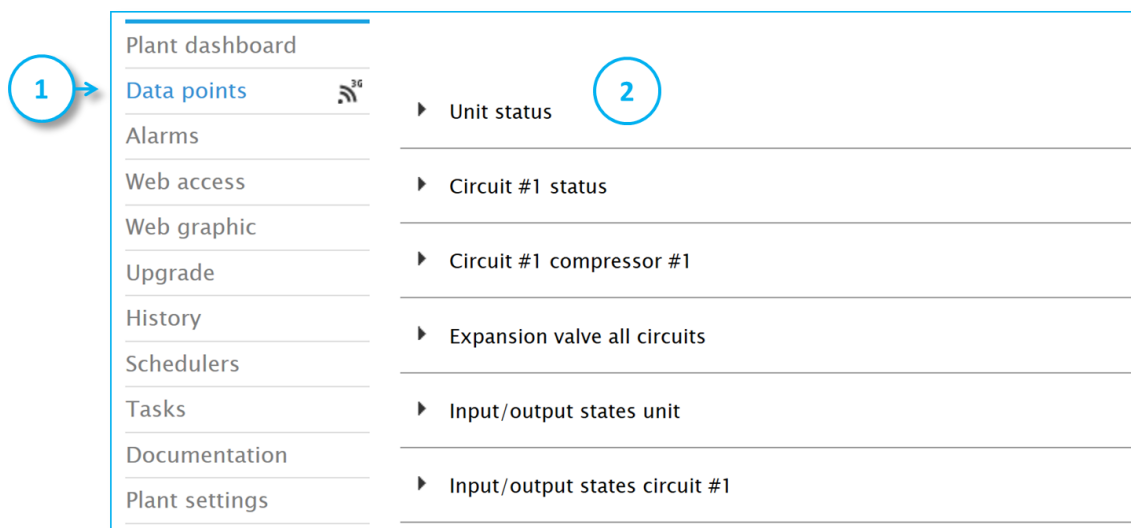 Plant dashboard
1
Data points
3G
Alarms
Web access
Web graphic
Upgrade
History
Schedulers
Tasks
Documentation
Plant settings
2
Unit status
Circuit #1 status
Circuit #1 compressor #1
Expansion valve all circuits
Input/output states unit
Input/output states circuit #1